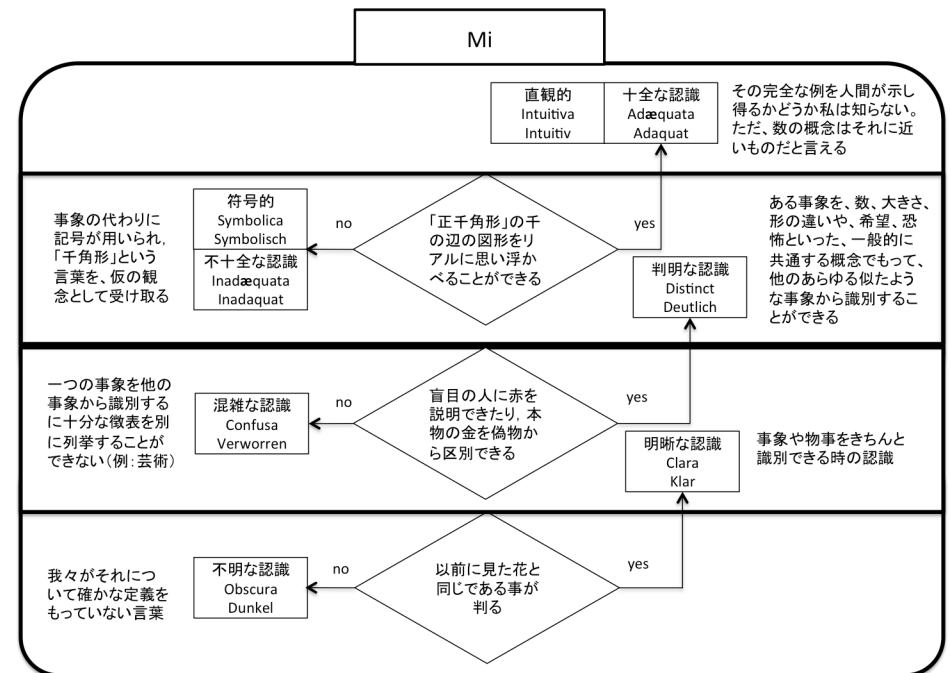 Mi
直観的
Intuitiva
Intuitiv
十全な認識
Adæquata
Adaquat
その完全な例を人間が示し
得るかどうか私は知らない。
ただ、数の概念はそれに近
いものだと言える
事象の代わりに
記号が用いられ,
「千角形」という
言葉を、仮の観
念として受け取る
符号的
Symbolica
Symbolisch
不十全な認識
Inadæquata
Inadaquat
no
「正千角形」の千
の辺の図形をリ
アルに思い浮か
べることができる
yes
判明な認識
Distinct
Deutlich
ある事象を、数、大きさ、
形の違いや、希望、恐
怖といった、一般的に
共通する概念でもって、
他のあらゆる似たよう
な事象から識別するこ
とができる
一つの事象を他の
事象から識別する
に十分な徴表を別
に列挙することが
できない（例：芸術）
混雑な認識
Confusa
Verworren
no
盲目の人に赤を
説明できたり, 本
物の金を偽物か
ら区別できる
yes
明晰な認識
Clara
Klar
事象や物事をきちんと
識別できる時の認識
我々がそれにつ
いて確かな定義を
もっていない言葉
不明な認識
Obscura
Dunkel
no
以前に見た花と
同じである事が
判る
yes